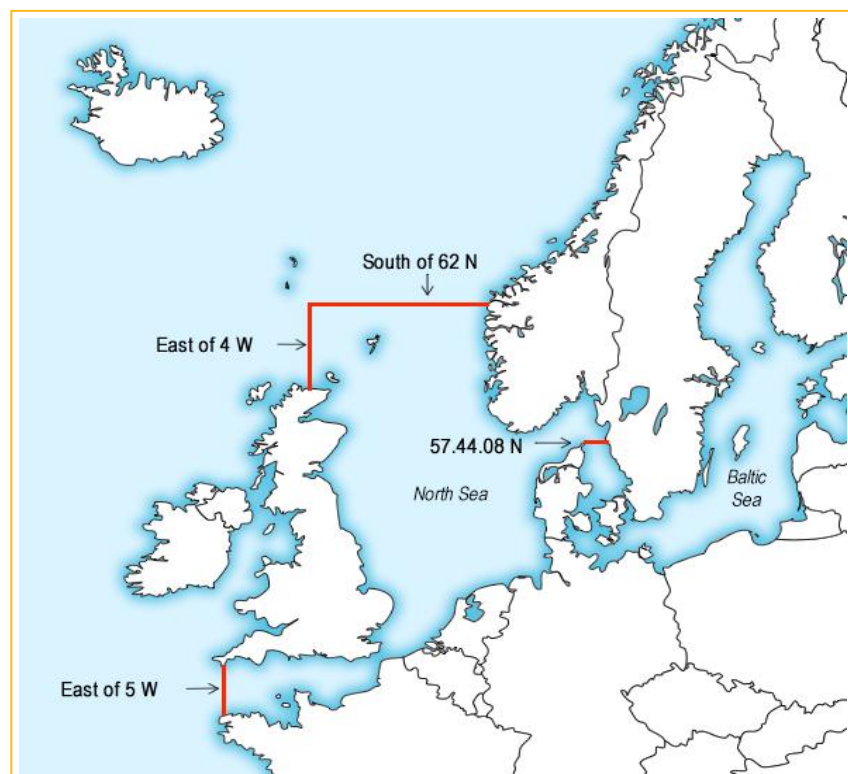 South of 62 N
East of 4 W
57.44.08 N
North Sea
Baltic
Sea
East of 5 W